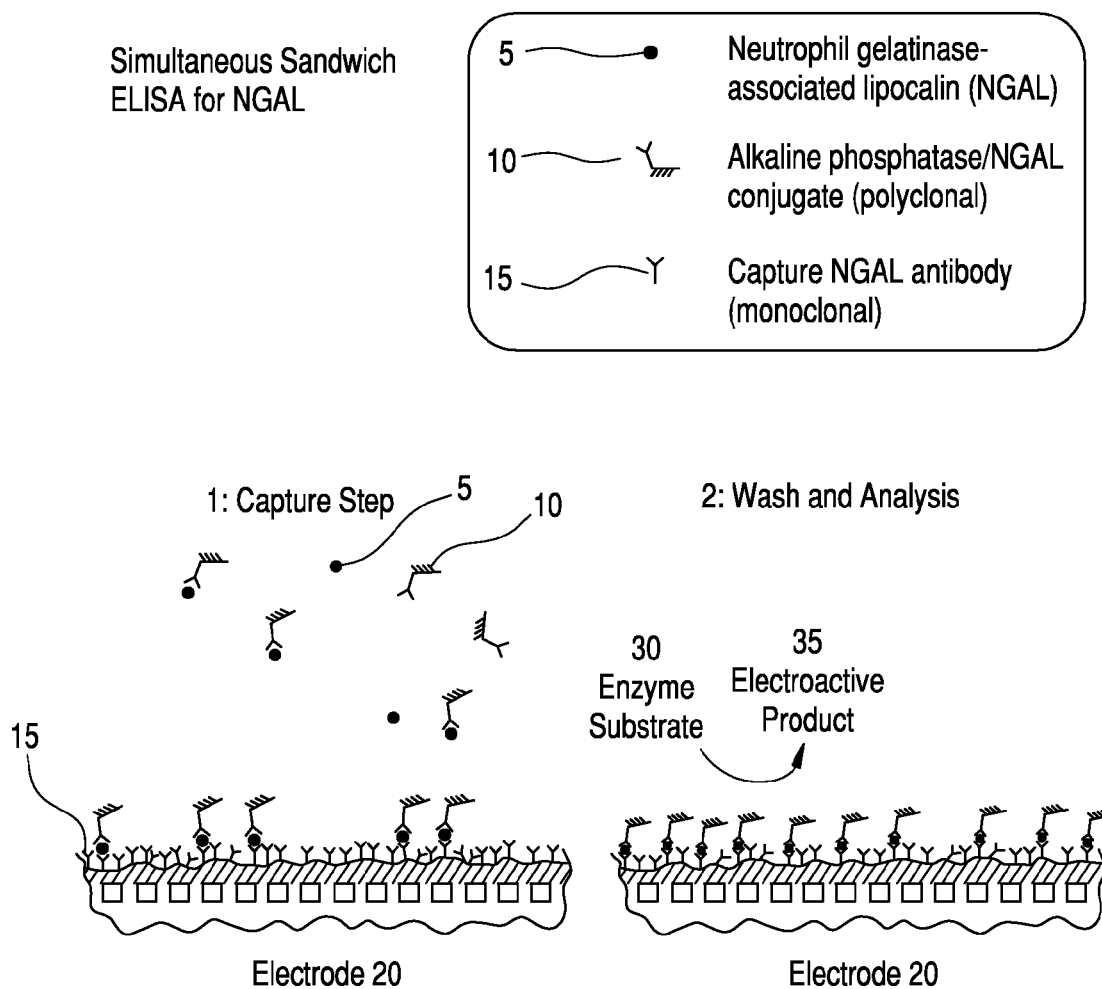 Simultaneous Sandwich
ELISA for NGAL
5
Neutrophil gelatinase-
associated lipocalin (NGAL)
10
Alkaline phosphatase/NGAL
conjugate (polyclonal)
15
Capture NGAL antibody
(monoclonal)
1: Capture Step
5
10
15
Electrode 20
2: Wash and Analysis
30
Enzyme
Substrate
35
Electroactive
Product
Electrode 20